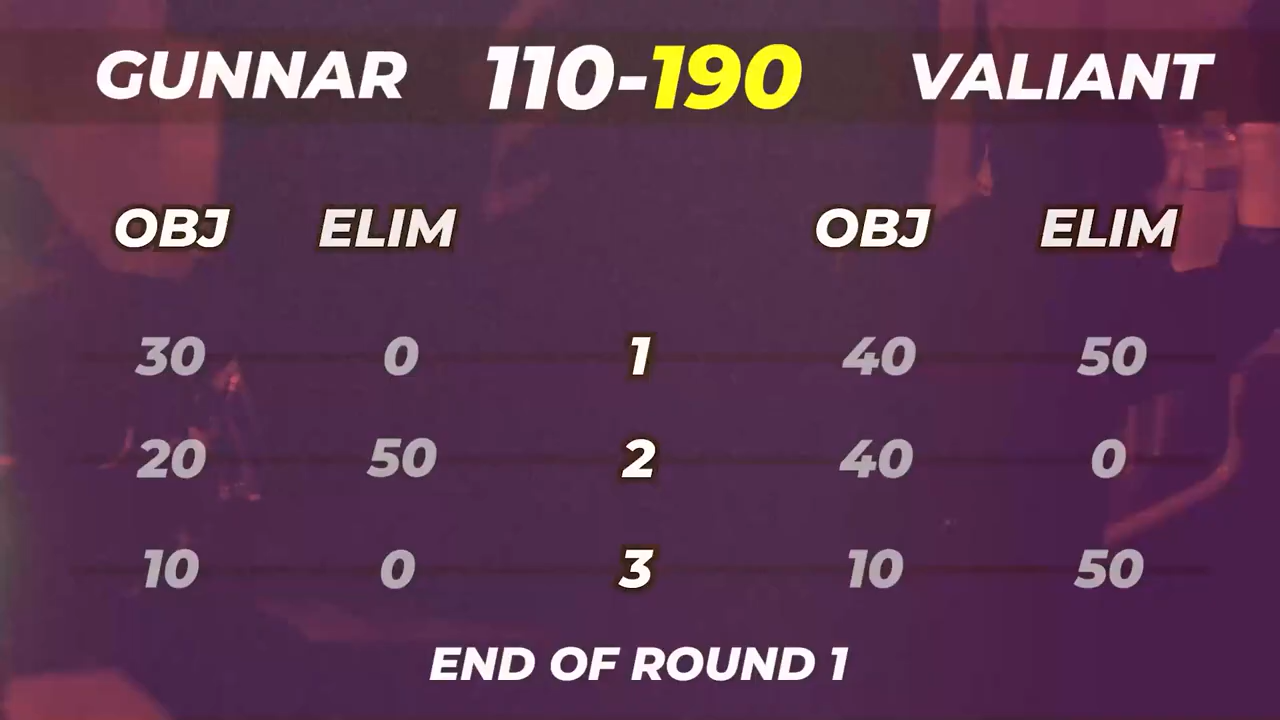 GUNNAR 110-190 VALIANT
OBJ ELIM OBJ ELIM
30 0 1 40 50
20 50 2 40 0
10 0 3 10 50
END OF ROUND 1